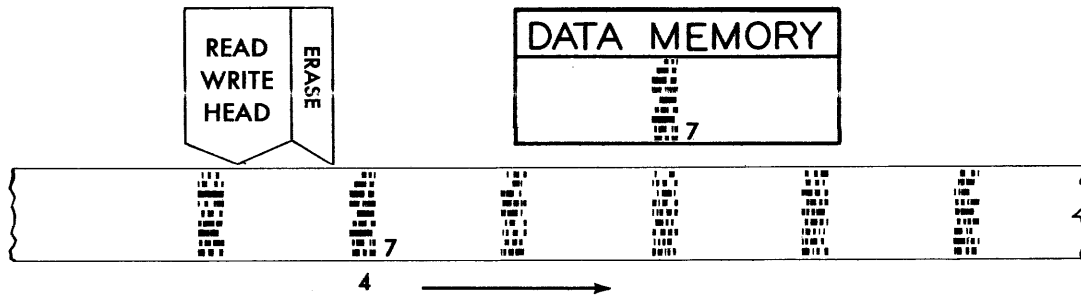 READ
WRITE
HEAD
ERASE
DATA MEMORY
7
7
4